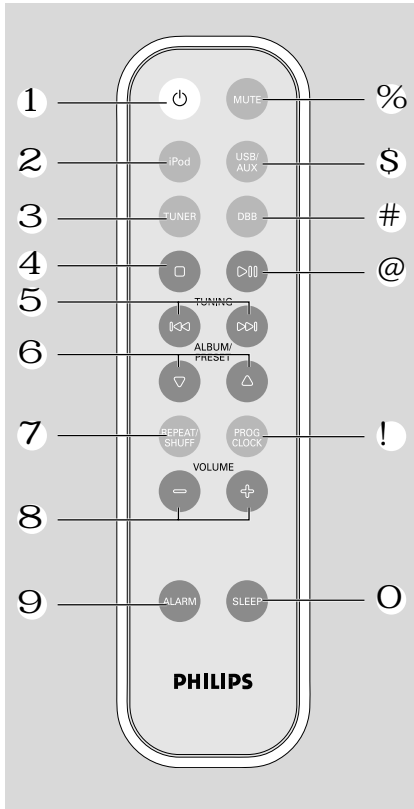 1 MUTE %
2 iPod USB/
AUX $
3 TUNER DBB #
4 @
5 TUNING
6 ALBUM/
PRESET
7 REPEAT/
SHUFF PROG
CLOCK !
VOLUME
8
9 ALARM SLEEP 0
PHILIPS